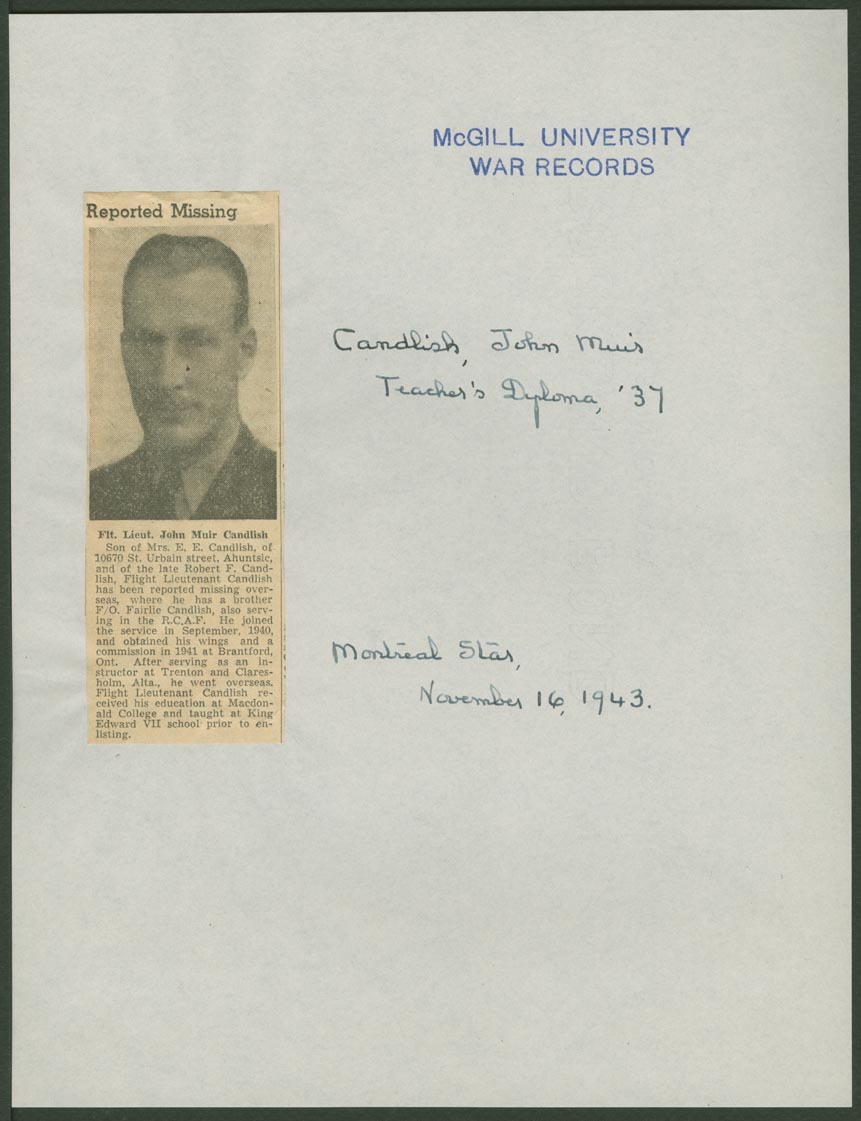 McGILL UNIVERSITY
WAR RECORDS
Reported Missing
Flt. Lieut. John Muir Candlish
Son of Mrs. E. E. Candlish, of
10670 St. Urbain street, Ahuntsic,
and of the late Robert F. Cand-
lish, Flight Lieutenant Candlish
has been reported missing over-
seas, where he has a brother
F/O. Fairlie Candlish, also serv-
ing in the R.C.A.F. He joined
the service in September, 1940,
and obtained his wings and a
commission in 1941 at Brantford,
Ont. After serving as an in-
structor at Trenton and Clares-
holm, Alta., he went overseas.
Flight Lieutenant Candlish re-
ceived his education at Macdon-
ald College and taught at King
Edward VII school prior to en-
listing.
Candlish, John Muir
Teacher's Dyploma, '37
Montreal Star,
November 16, 1943.